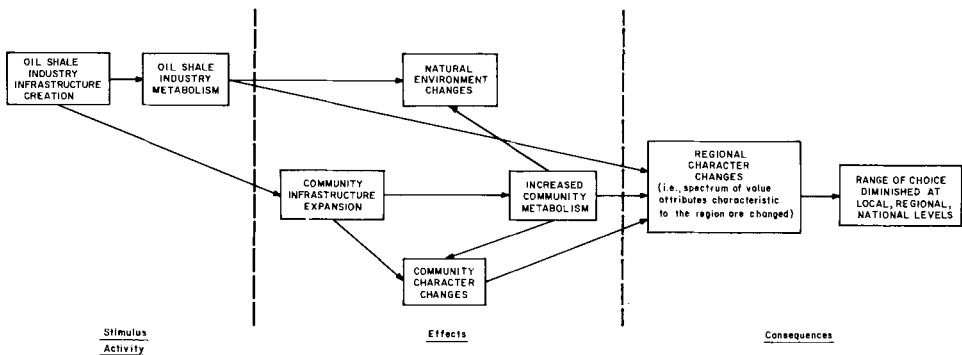 OIL SHALE
INDUSTRY
INFRASTRUCTURE
CREATION
OIL SHALE
INDUSTRY
METABOLISM
NATURAL
ENVIRONMENT
CHANGES
COMMUNITY
INFRASTRUCTURE
EXPANSION
INCREASED
COMMUNITY
METABOLISM
COMMUNITY
CHARACTER
CHANGES
REGIONAL
CHARACTER
CHANGES
(i.e., spectrum of value
attributes characteristic
to the region are changed)
RANGE OF CHOICE
DIMINISHED AT
LOCAL, REGIONAL,
NATIONAL LEVELS
Stimulus
Activity
Effects
Consequences